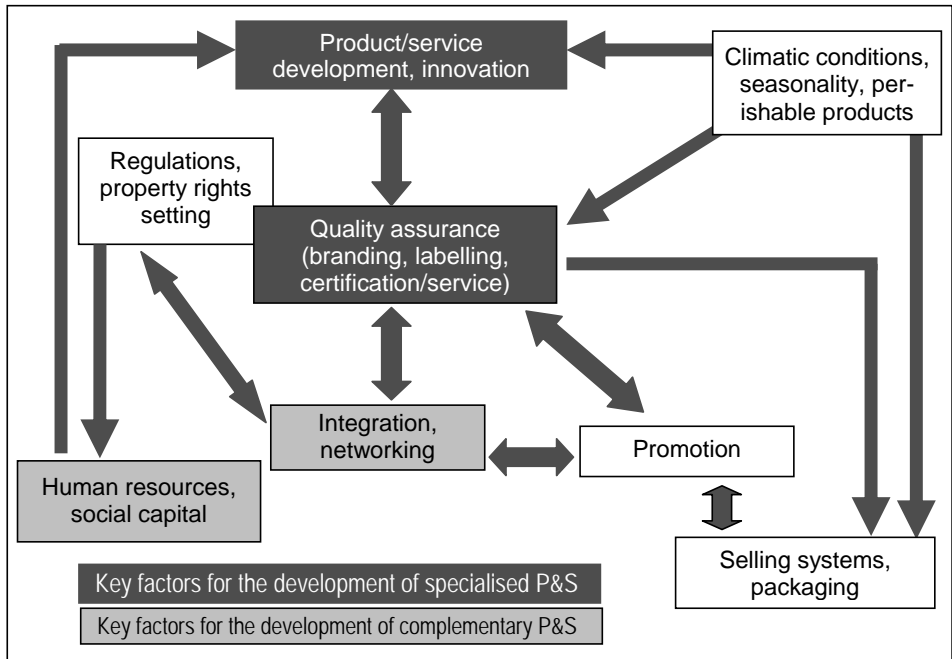 Product/service
development, innovation
Climatic conditions,
seasonality, per-
ishable products
Regulations,
property rights
setting
Quality assurance
(branding, labelling,
certification/service)
Integration,
networking
Promotion
Human resources,
social capital
Selling systems,
packaging
Key factors for the development of specialised P&S
Key factors for the development of complementary P&S